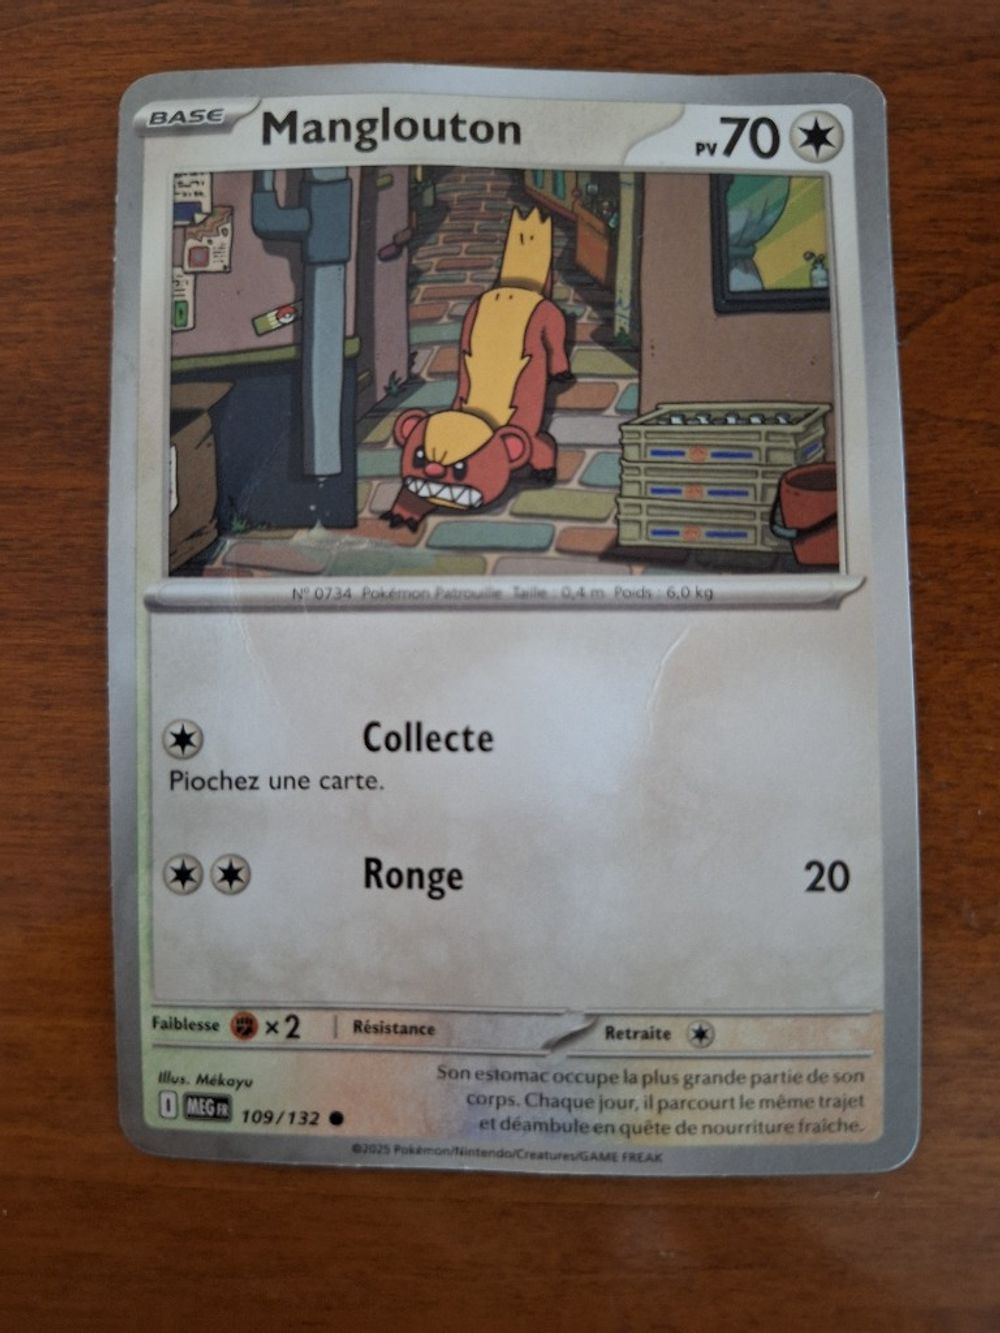 BASE Manglouton PV 70
N° 0734 Pokémon Patrouille Taille : 0,4 m Poids : 6,0 kg
Collecte
Piochez une carte.
Ronge 20
Faiblesse ×2 Résistance Retraite
Illus. Mékayu
Son estomac occupe la plus grande partie de son
corps. Chaque jour, il parcourt le même trajet
et déambule en quête de nourriture fraîche.
I MEG FR 109/132
©2025 Pokémon/Nintendo/Creatures/GAME FREAK